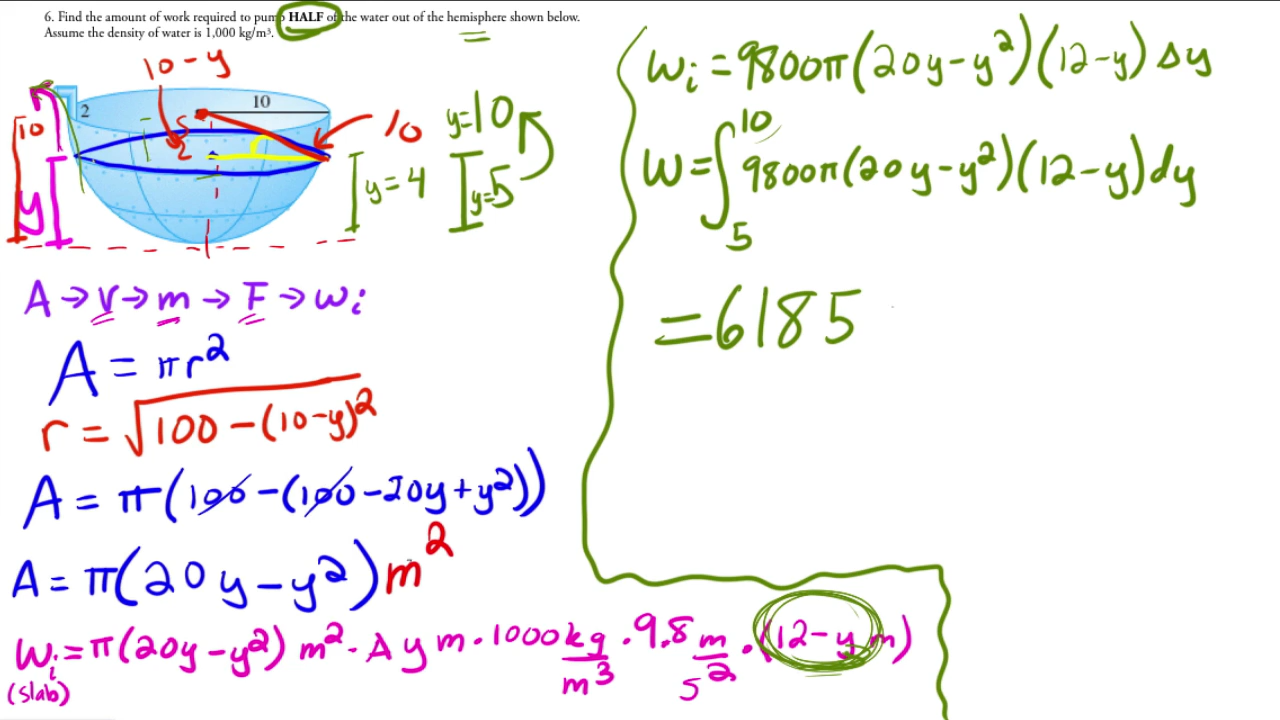 6. Find the amount of work required to pump HALF of the water out of the hemisphere shown below.
Assume the density of water is 1,000 kg/m³.
10-y
2
10
10
5
2
10
y
y=4
y=10
y=5
A → V → m → F → Wi
A = πr²
r = √100-(10-y)²
A = π(100-(100-20y+y²))
A = π(20y-y²) m²
Wi = π(20y-y²) m² · Δy m · 1000 kg/m³ · 9.8 m/s² · (12-y m)
(slab)
Wi = 9800π(20y-y²)(12-y) Δy
W = ∫₅¹⁰ 9800π(20y-y²)(12-y) dy
= 6185